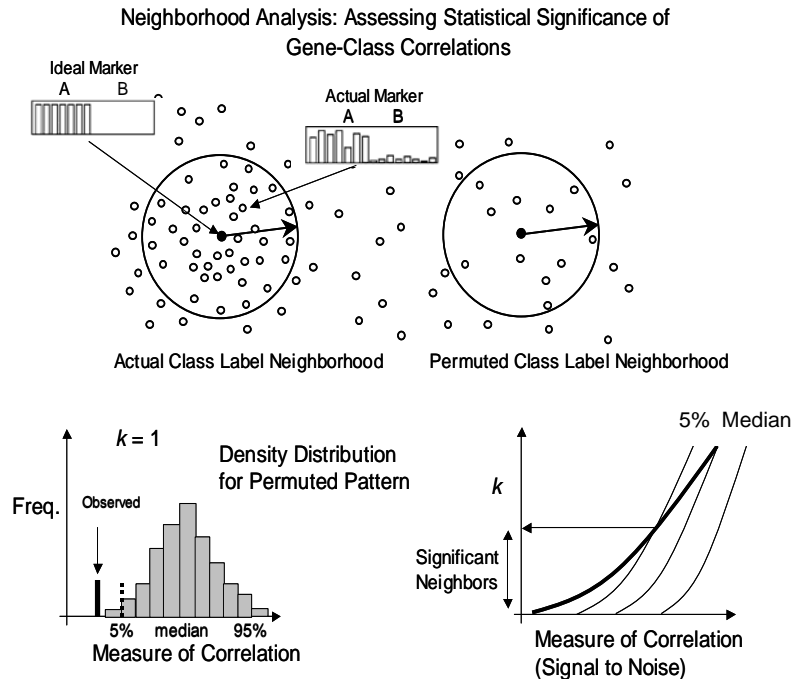 Neighborhood Analysis: Assessing Statistical Significance of
Gene-Class Correlations
Ideal Marker
A B
Actual Marker
A B
Actual Class Label Neighborhood
Permuted Class Label Neighborhood
k = 1
Density Distribution
for Permuted Pattern
Freq.
Observed
5% median 95%
Measure of Correlation
5% Median
k
Significant
Neighbors
Measure of Correlation
(Signal to Noise)